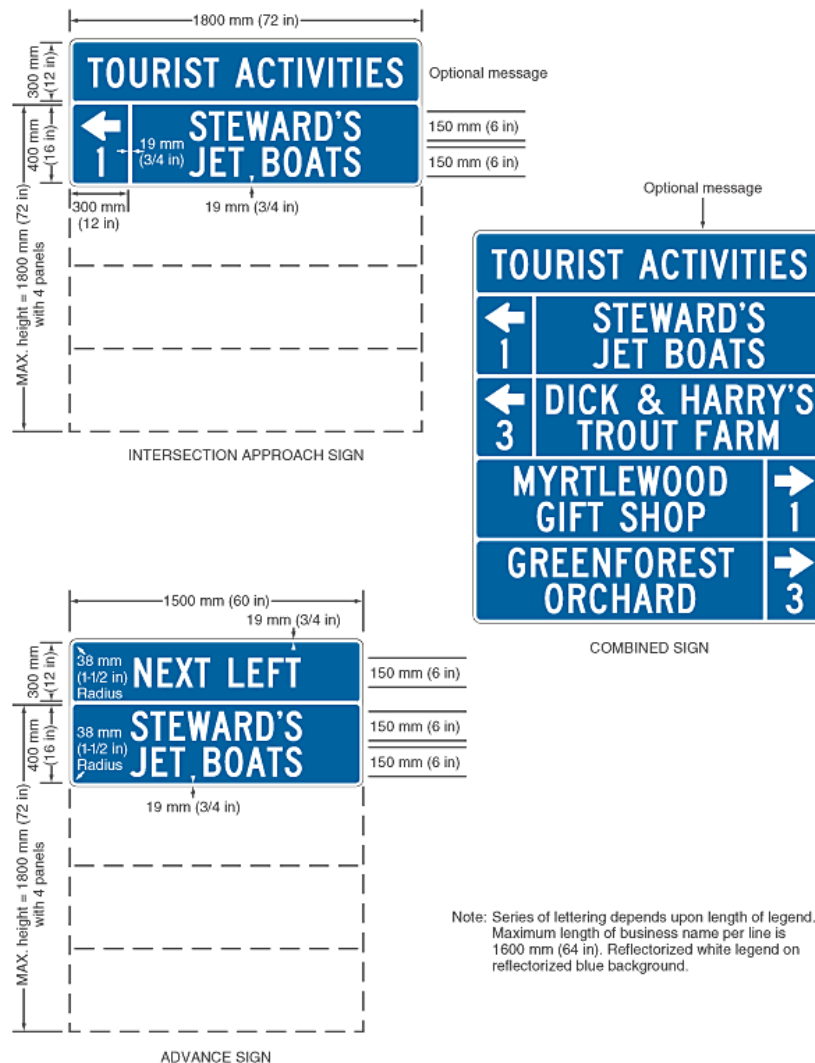 1800 mm (72 in)
300 mm
(12 in)
TOURIST ACTIVITIES
Optional message
400 mm
(16 in)
1
19 mm
(3/4 in)
STEWARD'S
JET BOATS
150 mm (6 in)
150 mm (6 in)
300 mm
(12 in)
19 mm (3/4 in)
MAX. height = 1800 mm (72 in)
with 4 panels
INTERSECTION APPROACH SIGN
Optional message
TOURIST ACTIVITIES
1
STEWARD'S
JET BOATS
3
DICK & HARRY'S
TROUT FARM
MYRTLEWOOD
GIFT SHOP
1
GREENFOREST
ORCHARD
3
COMBINED SIGN
1500 mm (60 in)
19 mm (3/4 in)
300 mm
(12 in)
38 mm
(1-1/2 in)
Radius
NEXT LEFT
150 mm (6 in)
400 mm
(16 in)
38 mm
(1-1/2 in)
Radius
STEWARD'S
JET BOATS
150 mm (6 in)
150 mm (6 in)
19 mm (3/4 in)
MAX. height = 1800 mm (72 in)
with 4 panels
ADVANCE SIGN
Note: Series of lettering depends upon length of legend.
Maximum length of business name per line is
1600 mm (64 in). Reflectorized white legend on
reflectorized blue background.